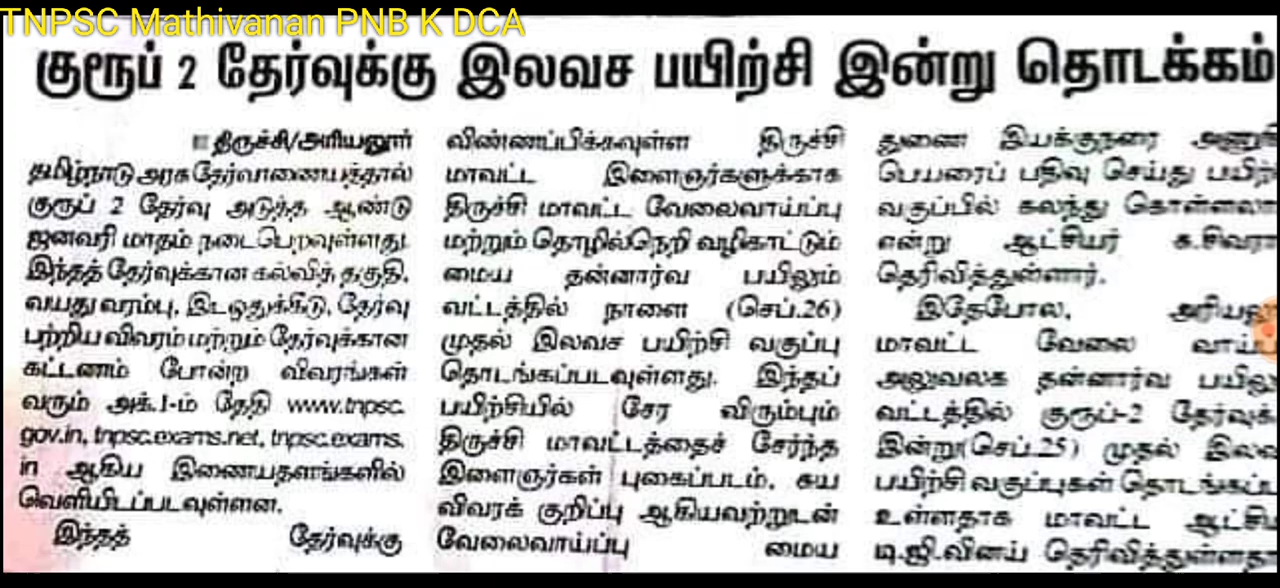 TNPSC Mathivanan PNB K DCA
குரூப் 2 தேர்வுக்கு இலவச பயிற்சி இன்று தொடக்கம்
திருச்சி/அரியலூர்
தமிழ்நாடு அரசு தேர்வாணையத்தால்
குரூப் 2 தேர்வு அடுத்த ஆண்டு
ஜனவரி மாதம் நடைபெறவுள்ளது.
இந்தத் தேர்வுக்கான கல்வித் தகுதி,
வயது வரம்பு, இடஒதுக்கீடு, தேர்வு
பற்றிய விவரம் மற்றும் தேர்வுக்கான
கட்டணம் போன்ற விவரங்கள்
வரும் அக்.1-ம் தேதி www.tnpsc.
gov.in, tnpsc.exams.net, tnpsc.exams.
in ஆகிய இணையதளங்களில்
வெளியிடப்படவுள்ளன.
இந்தத் தேர்வுக்கு
விண்ணப்பிக்கவுள்ள திருச்சி
மாவட்ட இளைஞர்களுக்காக
திருச்சி மாவட்ட வேலைவாய்ப்பு
மற்றும் தொழில்நெறி வழிகாட்டும்
மைய தன்னார்வ பயிலும்
வட்டத்தில் நாளை (செப்.26)
முதல் இலவச பயிற்சி வகுப்பு
தொடங்கப்படவுள்ளது. இந்தப்
பயிற்சியில் சேர விரும்பும்
திருச்சி மாவட்டத்தைச் சேர்ந்த
இளைஞர்கள் புகைப்படம், சுய
விவரக் குறிப்பு ஆகியவற்றுடன்
வேலைவாய்ப்பு மைய
துணை இயக்குநரை
பெயரைப் பதிவு செய்து
வகுப்பில் கலந்து
என்று ஆட்சியர்
தெரிவித்துள்ளார்.
இதேபோல,
மாவட்ட வேலை
அலுவலக தன்னார்வ
வட்டத்தில் குரூப்-2
இன்று(செப்.25) முதல்
பயிற்சி வகுப்புகள்
உள்ளதாக மாவட்ட
டி.ஜி.வினய்